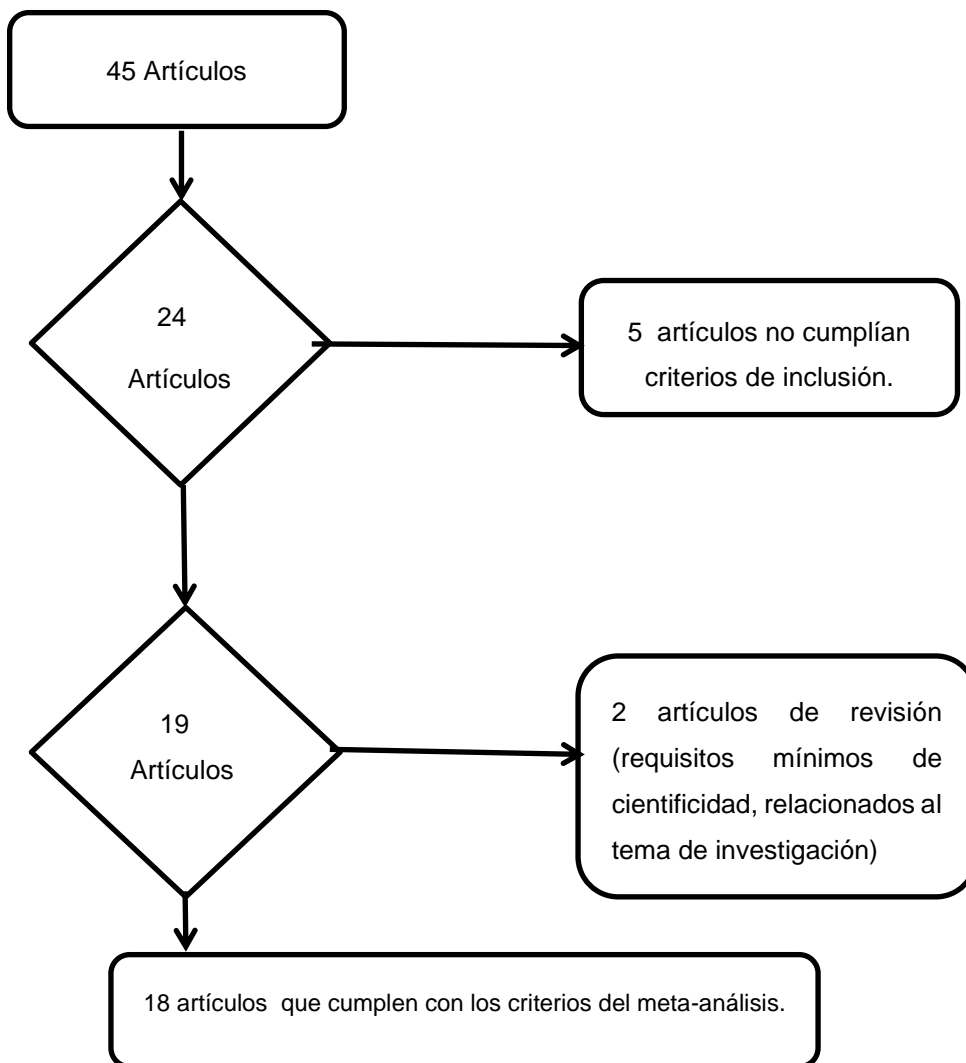 45 Artículos
24
Artículos
5 artículos no cumplían
criterios de inclusión.
19
Artículos
2 artículos de revisión
(requisitos mínimos de
cientificidad, relacionados al
tema de investigación)
18 artículos que cumplen con los criterios del meta-análisis.